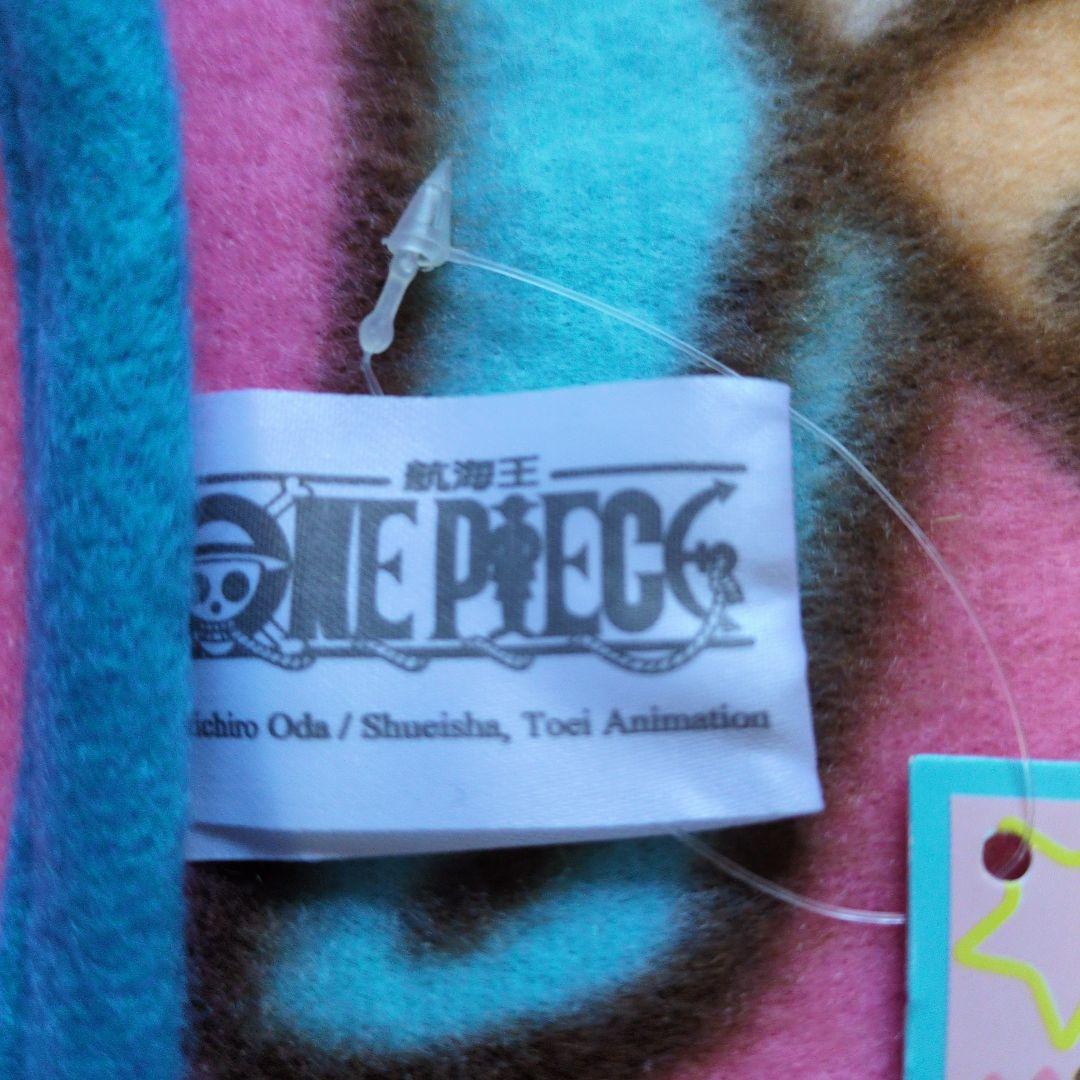 航海王
ONE PIECE
ichiro Oda / Shueisha, Toei Animation